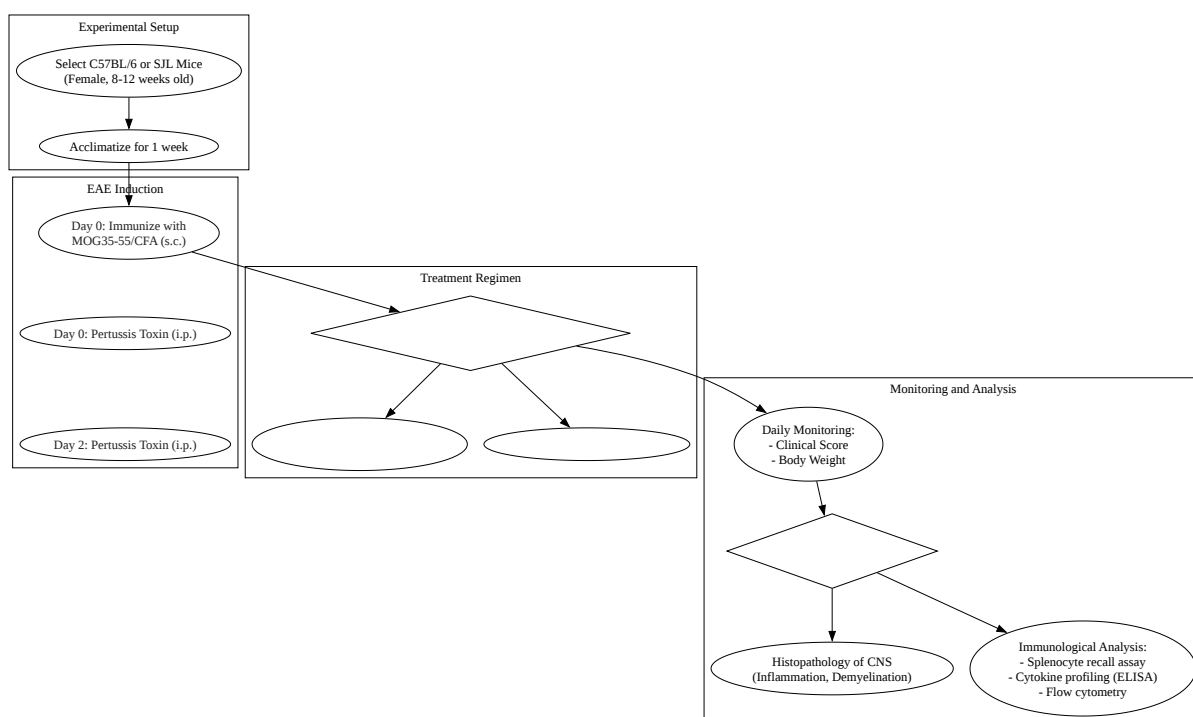 Experimental Setup
Select C57BL/6 or SJL Mice
(Female, 8-12 weeks old)
Acclimatize for 1 week
EAE Induction
Day 0: Immunize with
MOG35-55/CFA (s.c.)
Day 0: Pertussis Toxin (i.p.)
Day 2: Pertussis Toxin (i.p.)
Treatment Regimen
Monitoring and Analysis
Daily Monitoring:
- Clinical Score
- Body Weight
Histopathology of CNS
(Inflammation, Demyelination)
Immunological Analysis:
- Splenocyte recall assay
- Cytokine profiling (ELISA)
- Flow cytometry